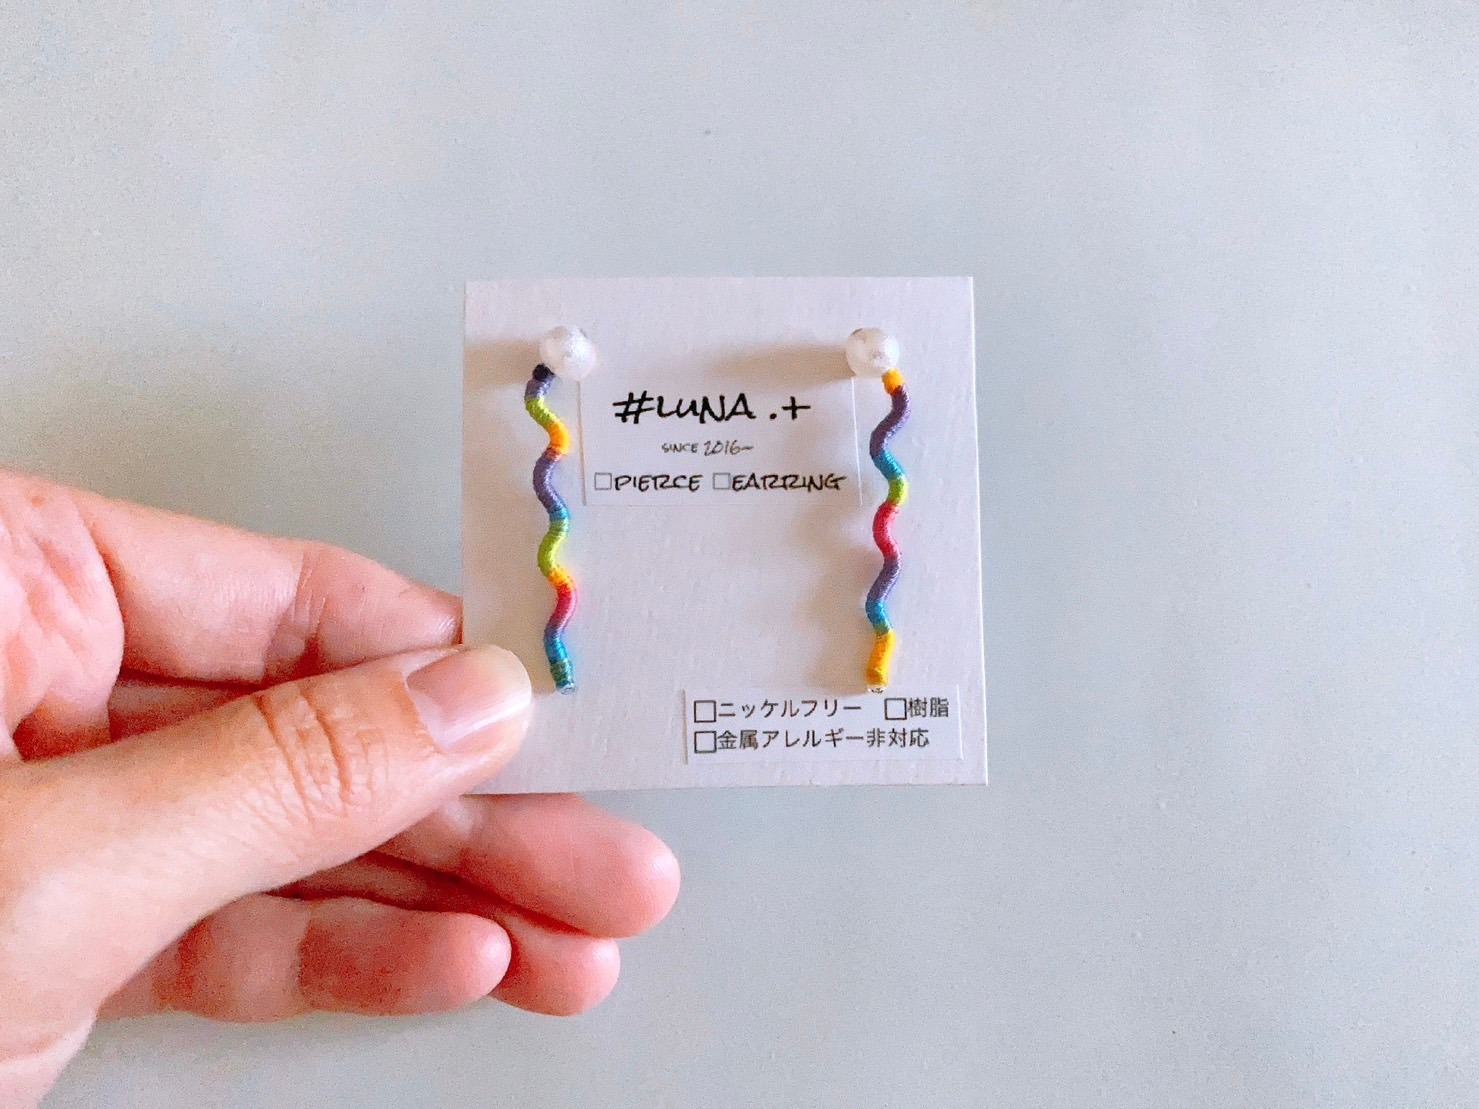 #LUNA .+
SINCE 2016~
□PIERCE □EARRING
□ニッケルフリー □樹脂
□金属アレルギー非対応